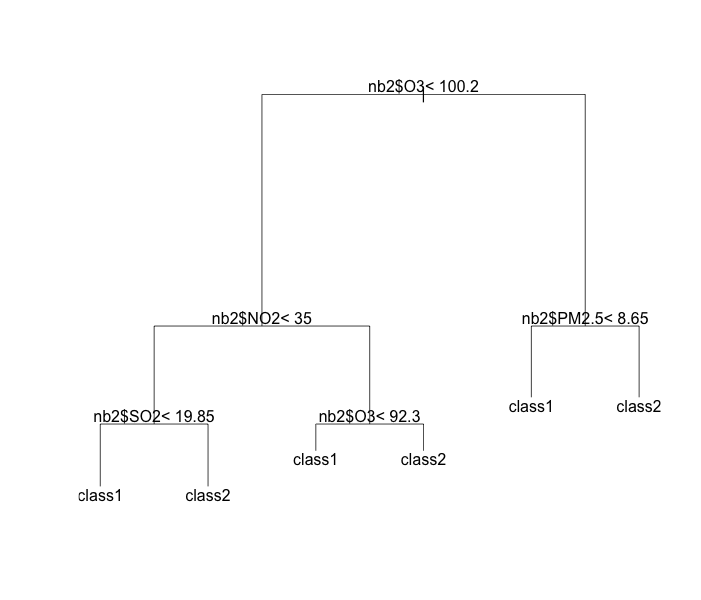 nb2$O3< 100.2
nb2$NO2< 35
nb2$PM2.5< 8.65
nb2$SO2< 19.85
nb2$O3< 92.3
class1
class2
class1
class2
class1
class2